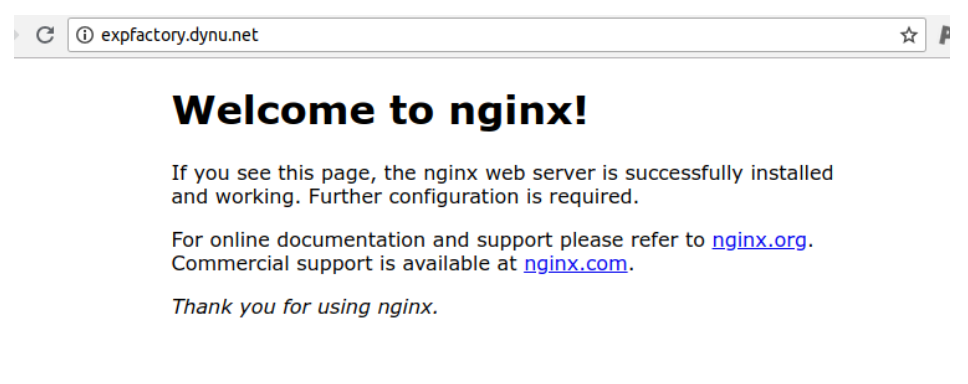 expfactory.dynu.net
Welcome to nginx!
If you see this page, the nginx web server is successfully installed
and working. Further configuration is required.
For online documentation and support please refer to nginx.org.
Commercial support is available at nginx.com.
Thank you for using nginx.